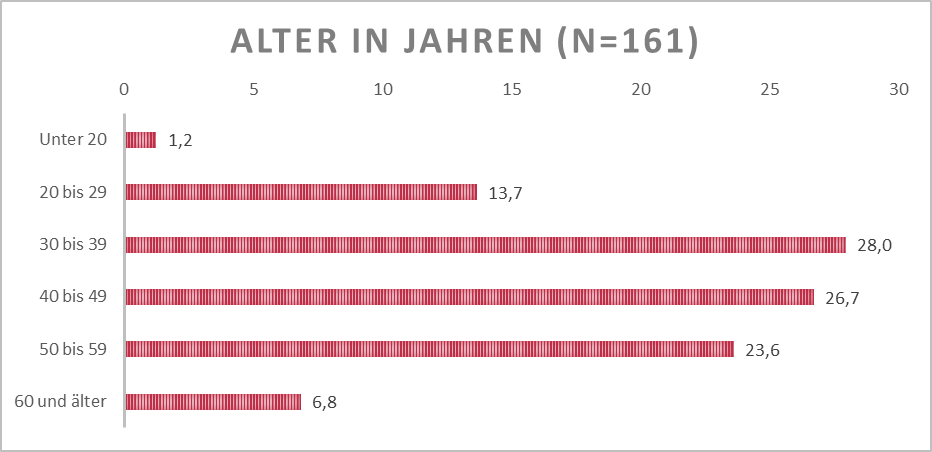 ALTER IN JAHREN (N=161)
0 5 10 15 20 25 30
Unter 20 1,2
20 bis 29 13,7
30 bis 39 28,0
40 bis 49 26,7
50 bis 59 23,6
60 und älter 6,8